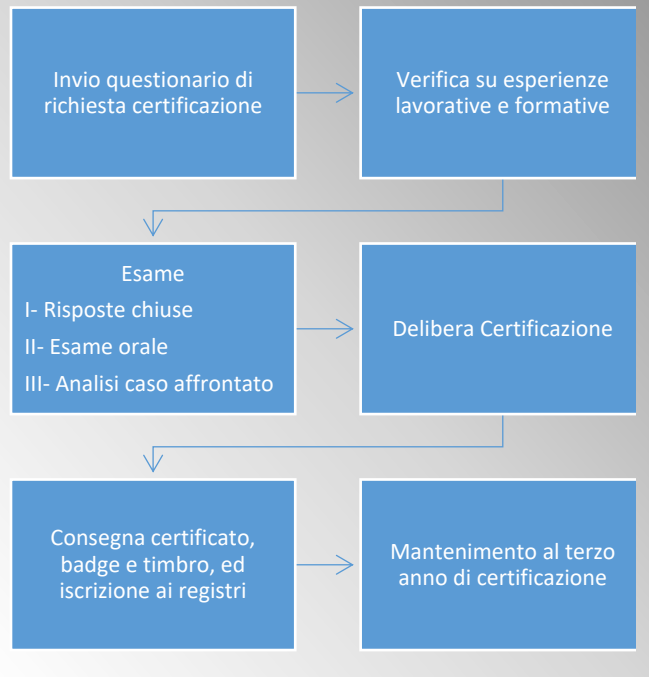 Invio questionario di
richiesta certificazione
Verifica su esperienze
lavorative e formative
Esame
I- Risposte chiuse
II- Esame orale
III- Analisi caso affrontato
Delibera Certificazione
Consegna certificato,
badge e timbro, ed
iscrizione ai registri
Mantenimento al terzo
anno di certificazione